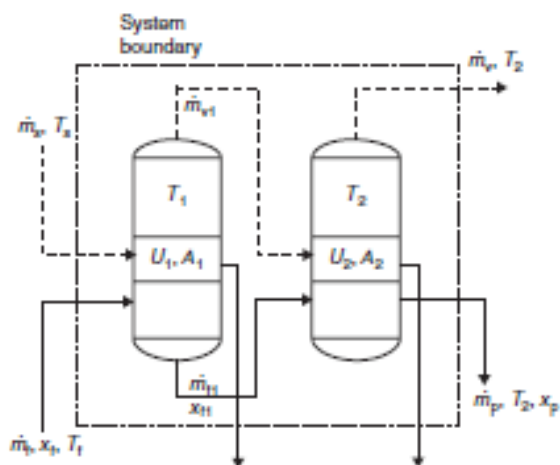 System
boundary
ṁᵥ, T₂
ṁᵥ₁
ṁₛ, Tₛ
T₁
T₂
U₁, A₁
U₂, A₂
ṁf₁
xf₁
ṁₚ, T₂, xₚ
ṁf, xf, Tf